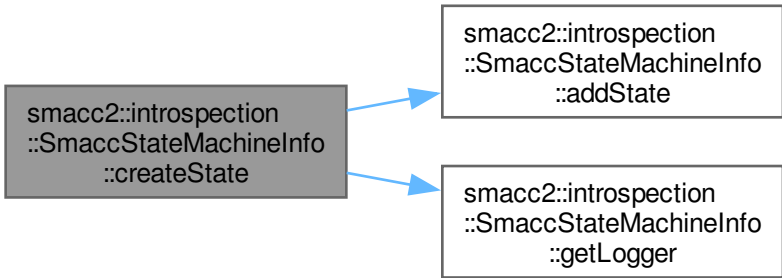 smacc2::introspection
::SmaccStateMachineInfo
::createState
smacc2::introspection
::SmaccStateMachineInfo
::addState
smacc2::introspection
::SmaccStateMachineInfo
::getLogger